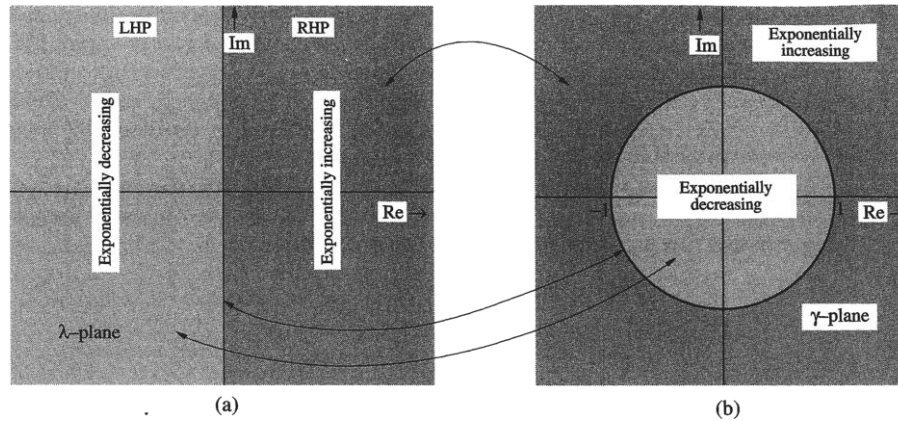 LHP
RHP
Im
Exponentially decreasing
Exponentially increasing
Re →
λ–plane
(a)
Im
Exponentially
increasing
Exponentially
decreasing
–1
1
Re
γ–plane
(b)